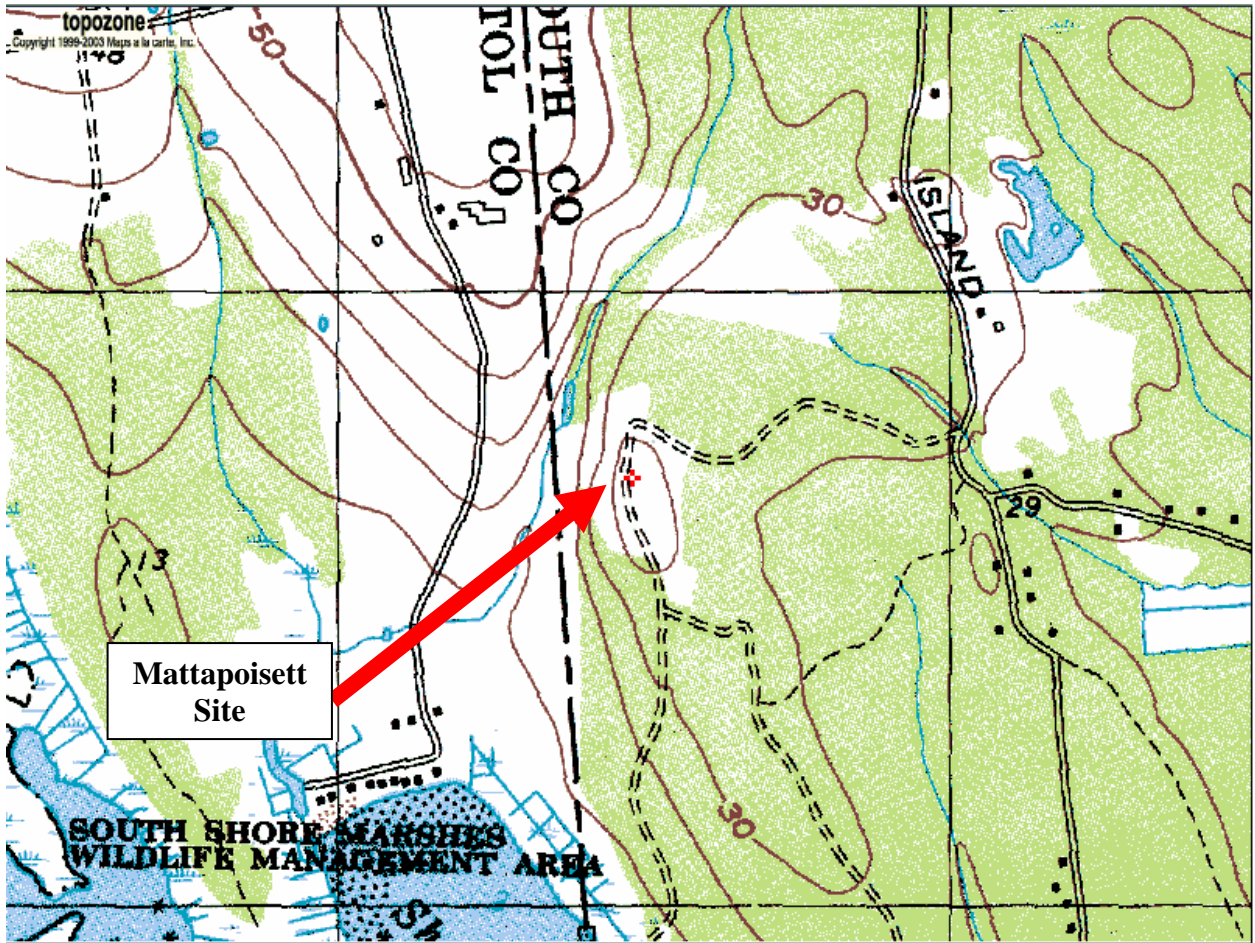 topozone
Copyright 1999-2003 Maps a la carte, Inc.
50
OUTH CO
TOL CO
30
ISLAND
29
13
Mattapoisett
Site
30
SOUTH SHORE MARSHES
WILDLIFE MANAGEMENT AREA
Sh